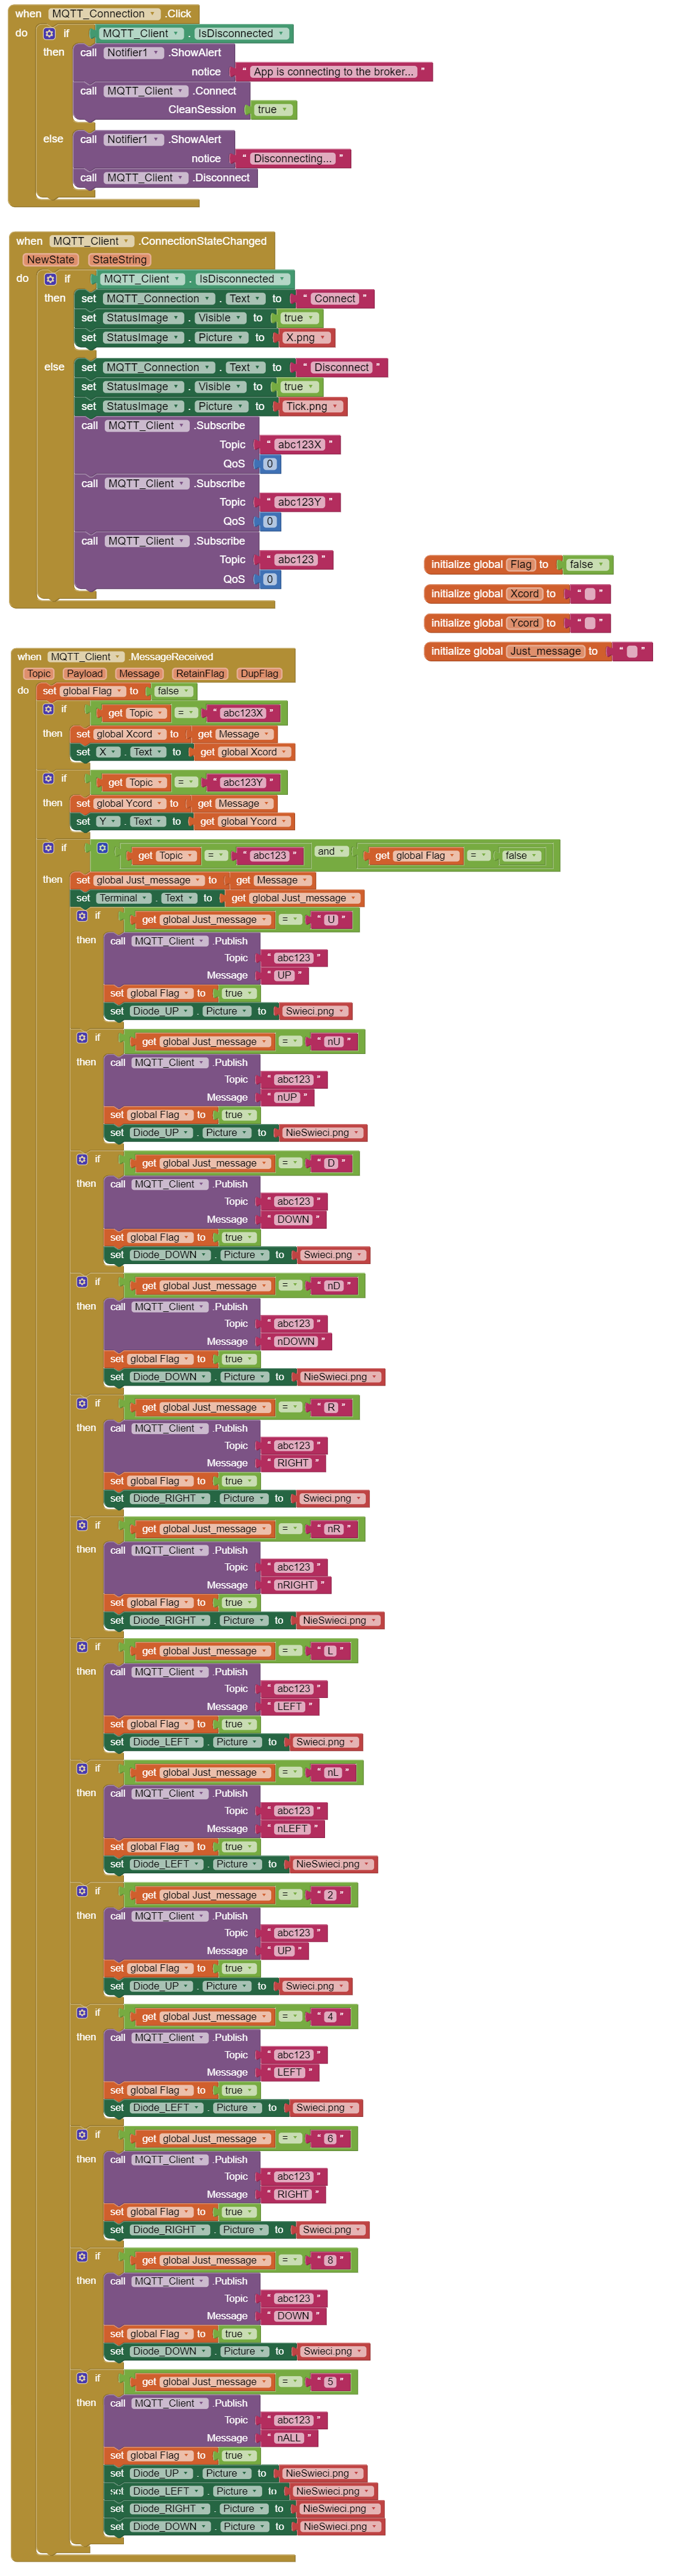 when MQTT_Connection .Click
do if MQTT_Client . IsDisconnected
then call Notifier1 .ShowAlert
notice " App is connecting to the broker... "
call MQTT_Client .Connect
CleanSession true
else call Notifier1 .ShowAlert
notice " Disconnecting... "
call MQTT_Client .Disconnect
when MQTT_Client .ConnectionStateChanged
NewState StateString
do if MQTT_Client . IsDisconnected
then set MQTT_Connection . Text to " Connect "
set StatusImage . Visible to true
set StatusImage . Picture to X.png
else set MQTT_Connection . Text to " Disconnect "
set StatusImage . Visible to true
set StatusImage . Picture to Tick.png
call MQTT_Client .Subscribe
Topic " abc123X "
QoS 0
call MQTT_Client .Subscribe
Topic " abc123Y "
QoS 0
call MQTT_Client .Subscribe
Topic " abc123 "
QoS 0
initialize global Flag to false
initialize global Xcord to " "
initialize global Ycord to " "
initialize global Just_message to " "
when MQTT_Client .MessageReceived
Topic Payload Message RetainFlag DupFlag
do set global Flag to false
if get Topic = " abc123X "
then set global Xcord to get Message
set X . Text to get global Xcord
if get Topic = " abc123Y "
then set global Ycord to get Message
set Y . Text to get global Ycord
if get Topic = " abc123 " and get global Flag = false
then set global Just_message to get Message
set Terminal . Text to get global Just_message
if get global Just_message = " U "
then call MQTT_Client .Publish
Topic " abc123 "
Message " UP "
set global Flag to true
set Diode_UP . Picture to Swieci.png
if get global Just_message = " nU "
then call MQTT_Client .Publish
Topic " abc123 "
Message " nUP "
set global Flag to true
set Diode_UP . Picture to NieSwieci.png
if get global Just_message = " D "
then call MQTT_Client .Publish
Topic " abc123 "
Message " DOWN "
set global Flag to true
set Diode_DOWN . Picture to Swieci.png
if get global Just_message = " nD "
then call MQTT_Client .Publish
Topic " abc123 "
Message " nDOWN "
set global Flag to true
set Diode_DOWN . Picture to NieSwieci.png
if get global Just_message = " R "
then call MQTT_Client .Publish
Topic " abc123 "
Message " RIGHT "
set global Flag to true
set Diode_RIGHT . Picture to Swieci.png
if get global Just_message = " nR "
then call MQTT_Client .Publish
Topic " abc123 "
Message " nRIGHT "
set global Flag to true
set Diode_RIGHT . Picture to NieSwieci.png
if get global Just_message = " L "
then call MQTT_Client .Publish
Topic " abc123 "
Message " LEFT "
set global Flag to true
set Diode_LEFT . Picture to Swieci.png
if get global Just_message = " nL "
then call MQTT_Client .Publish
Topic " abc123 "
Message " nLEFT "
set global Flag to true
set Diode_LEFT . Picture to NieSwieci.png
if get global Just_message = " 2 "
then call MQTT_Client .Publish
Topic " abc123 "
Message " UP "
set global Flag to true
set Diode_UP . Picture to Swieci.png
if get global Just_message = " 4 "
then call MQTT_Client .Publish
Topic " abc123 "
Message " LEFT "
set global Flag to true
set Diode_LEFT . Picture to Swieci.png
if get global Just_message = " 6 "
then call MQTT_Client .Publish
Topic " abc123 "
Message " RIGHT "
set global Flag to true
set Diode_RIGHT . Picture to Swieci.png
if get global Just_message = " 8 "
then call MQTT_Client .Publish
Topic " abc123 "
Message " DOWN "
set global Flag to true
set Diode_DOWN . Picture to Swieci.png
if get global Just_message = " 5 "
then call MQTT_Client .Publish
Topic " abc123 "
Message " nALL "
set global Flag to true
set Diode_UP . Picture to NieSwieci.png
set Diode_LEFT . Picture to NieSwieci.png
set Diode_RIGHT . Picture to NieSwieci.png
set Diode_DOWN . Picture to NieSwieci.png